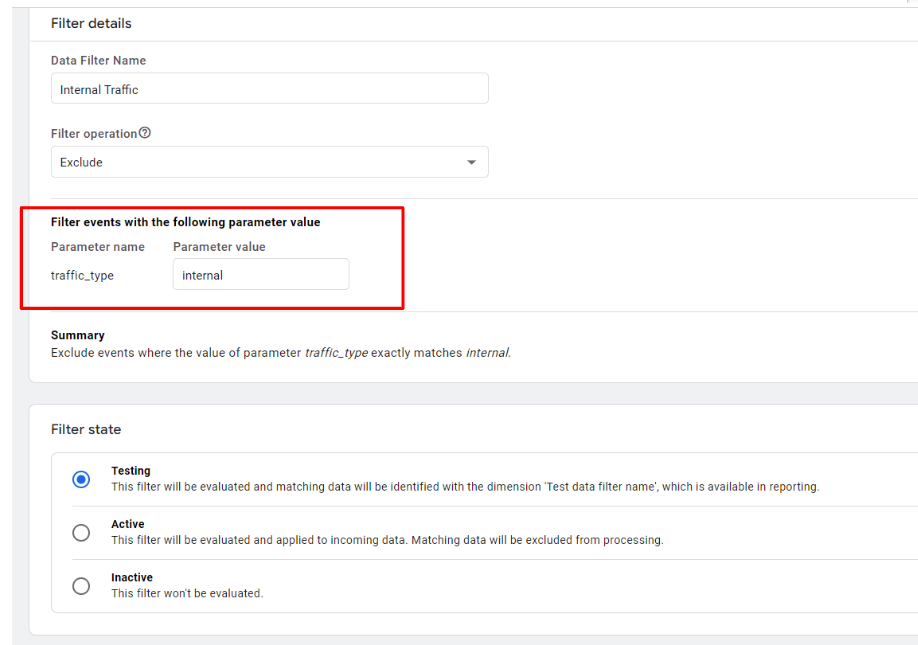 Filter details
Data Filter Name
Internal Traffic
Filter operation
Exclude
Filter events with the following parameter value
Parameter name Parameter value
traffic_type internal
Summary
Exclude events where the value of parameter traffic_type exactly matches internal.
Filter state
Testing
This filter will be evaluated and matching data will be identified with the dimension 'Test data filter name', which is available in reporting.
Active
This filter will be evaluated and applied to incoming data. Matching data will be excluded from processing.
Inactive
This filter won't be evaluated.